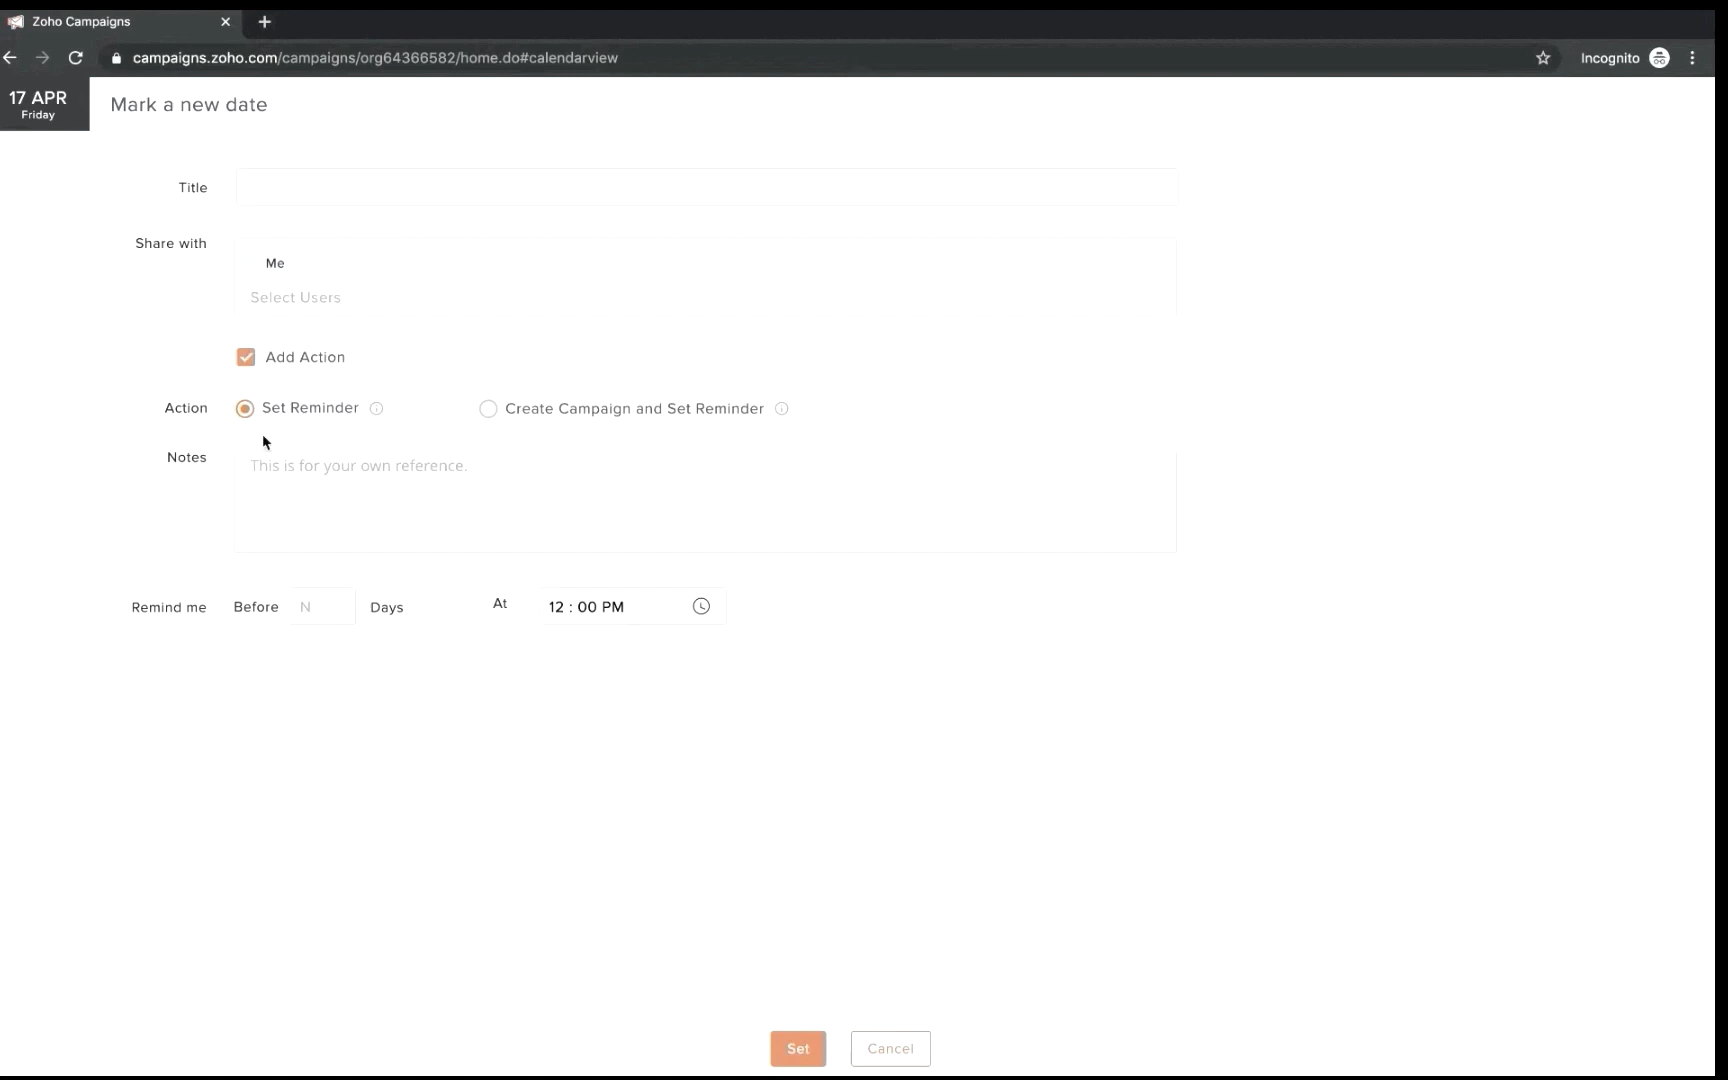 Zoho Campaigns
campaigns.zoho.com/campaigns/org64366582/home.do#calendarview
Incognito
17 APR
Friday
Mark a new date
Title
Share with
Me
Select Users
Add Action
Action Set Reminder Create Campaign and Set Reminder
Notes
This is for your own reference.
Remind me Before N Days At 12 : 00 PM
Set Cancel